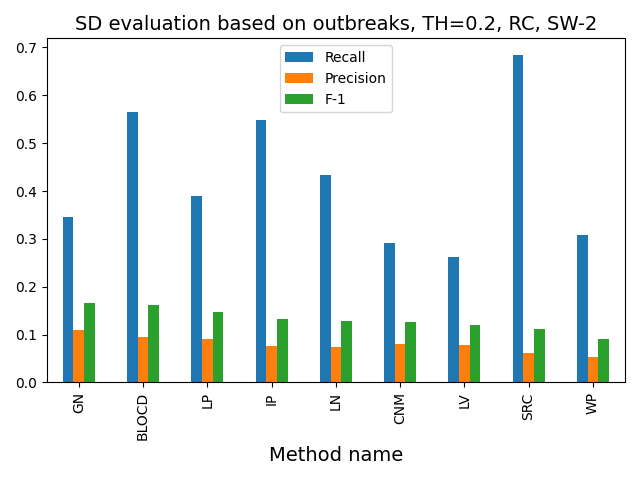 SD evaluation based on outbreaks, TH=0.2, RC, SW-2
0.7
0.6
0.5
0.4
0.3
0.2
0.1
0.0
Recall
Precision
F-1
GN
BLOCD
LP
IP
LN
CNM
LV
SRC
WP
Method name